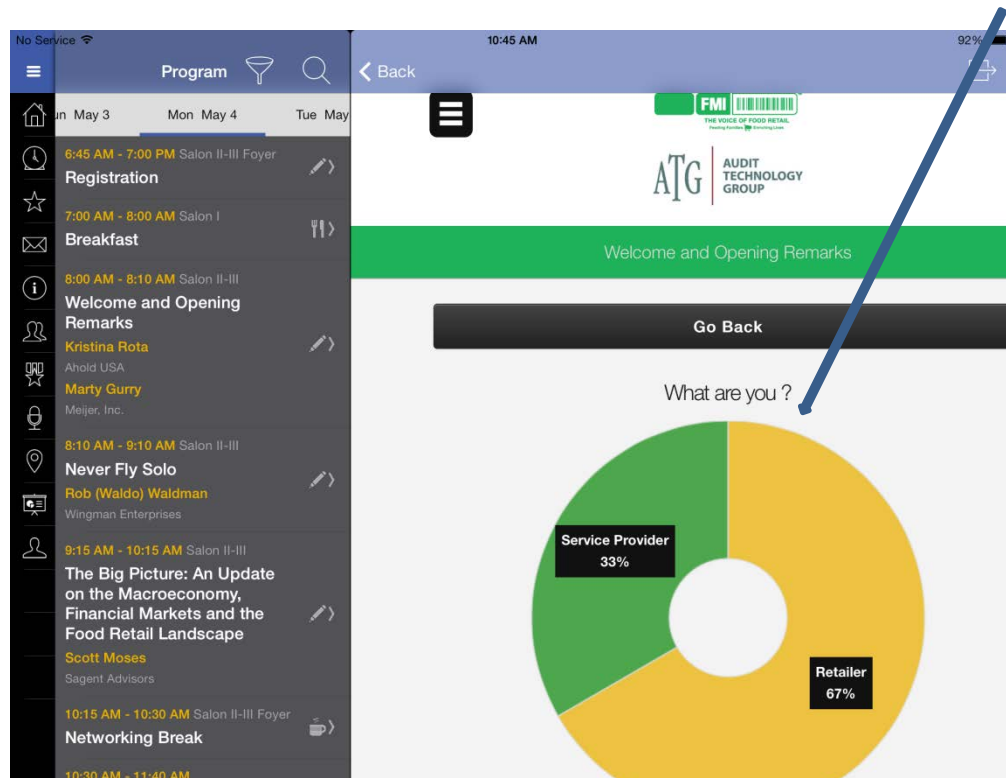 No Service
10:45 AM
92%
Program
Back
un May 3
Mon May 4
Tue May
6:45 AM - 7:00 PM Salon II-III Foyer
Registration
7:00 AM - 8:00 AM Salon I
Breakfast
8:00 AM - 8:10 AM Salon II-III
Welcome and Opening
Remarks
Kristina Rota
Ahold USA
Marty Gurry
Meijer, Inc.
8:10 AM - 9:10 AM Salon II-III
Never Fly Solo
Rob (Waldo) Waldman
Wingman Enterprises
9:15 AM - 10:15 AM Salon II-III
The Big Picture: An Update
on the Macroeconomy,
Financial Markets and the
Food Retail Landscape
Scott Moses
Sagent Advisors
10:15 AM - 10:30 AM Salon II-III Foyer
Networking Break
10:30 AM - 11:40 AM
FMI
THE VOICE OF FOOD RETAIL
Feeding Families Enriching Lives
ATG
AUDIT
TECHNOLOGY
GROUP
Welcome and Opening Remarks
Go Back
What are you ?
Service Provider
33%
Retailer
67%